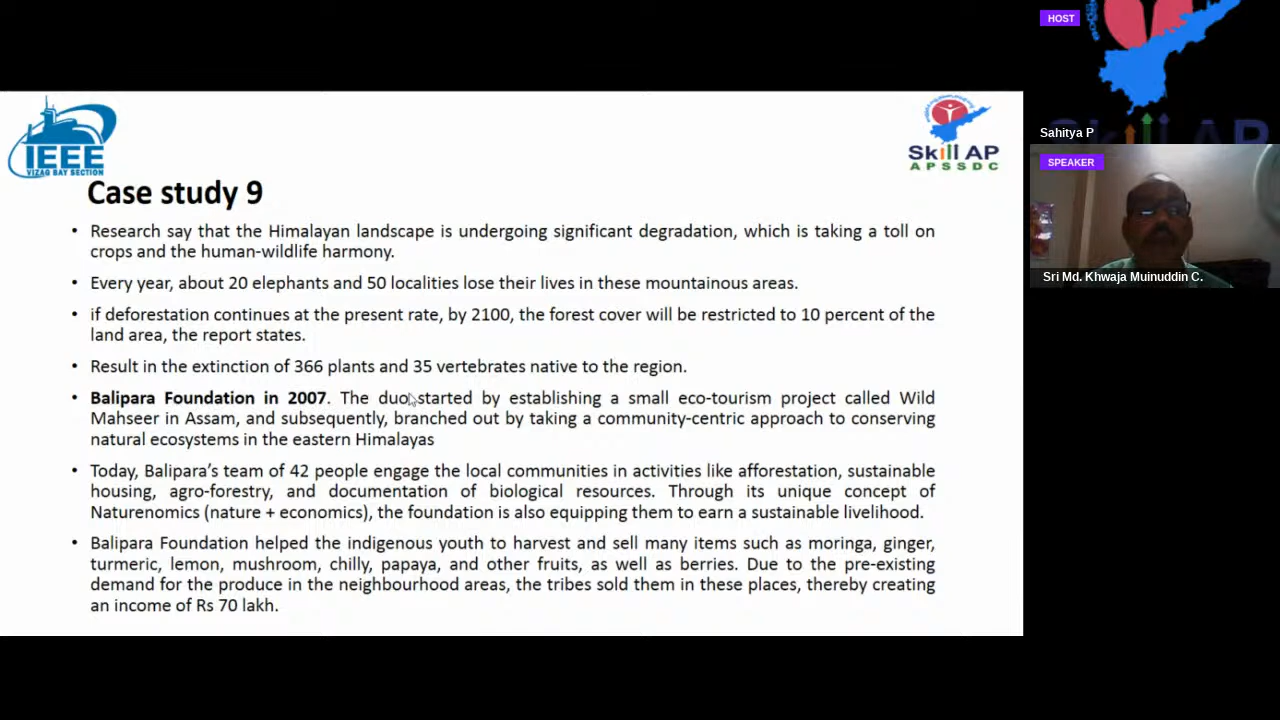 HOST
Sahitya P
Skill AP
SPEAKER
Sri Md. Khwaja Muinuddin C.
IEEE
VIZAG BAY SECTION
Skill AP
APSSDC
Case study 9
• Research say that the Himalayan landscape is undergoing significant degradation, which is taking a toll on
crops and the human-wildlife harmony.
• Every year, about 20 elephants and 50 localities lose their lives in these mountainous areas.
• if deforestation continues at the present rate, by 2100, the forest cover will be restricted to 10 percent of the
land area, the report states.
• Result in the extinction of 366 plants and 35 vertebrates native to the region.
• Balipara Foundation in 2007. The duo started by establishing a small eco-tourism project called Wild
Mahseer in Assam, and subsequently, branched out by taking a community-centric approach to conserving
natural ecosystems in the eastern Himalayas
• Today, Balipara's team of 42 people engage the local communities in activities like afforestation, sustainable
housing, agro-forestry, and documentation of biological resources. Through its unique concept of
Naturenomics (nature + economics), the foundation is also equipping them to earn a sustainable livelihood.
• Balipara Foundation helped the indigenous youth to harvest and sell many items such as moringa, ginger,
turmeric, lemon, mushroom, chilly, papaya, and other fruits, as well as berries. Due to the pre-existing
demand for the produce in the neighbourhood areas, the tribes sold them in these places, thereby creating
an income of Rs 70 lakh.